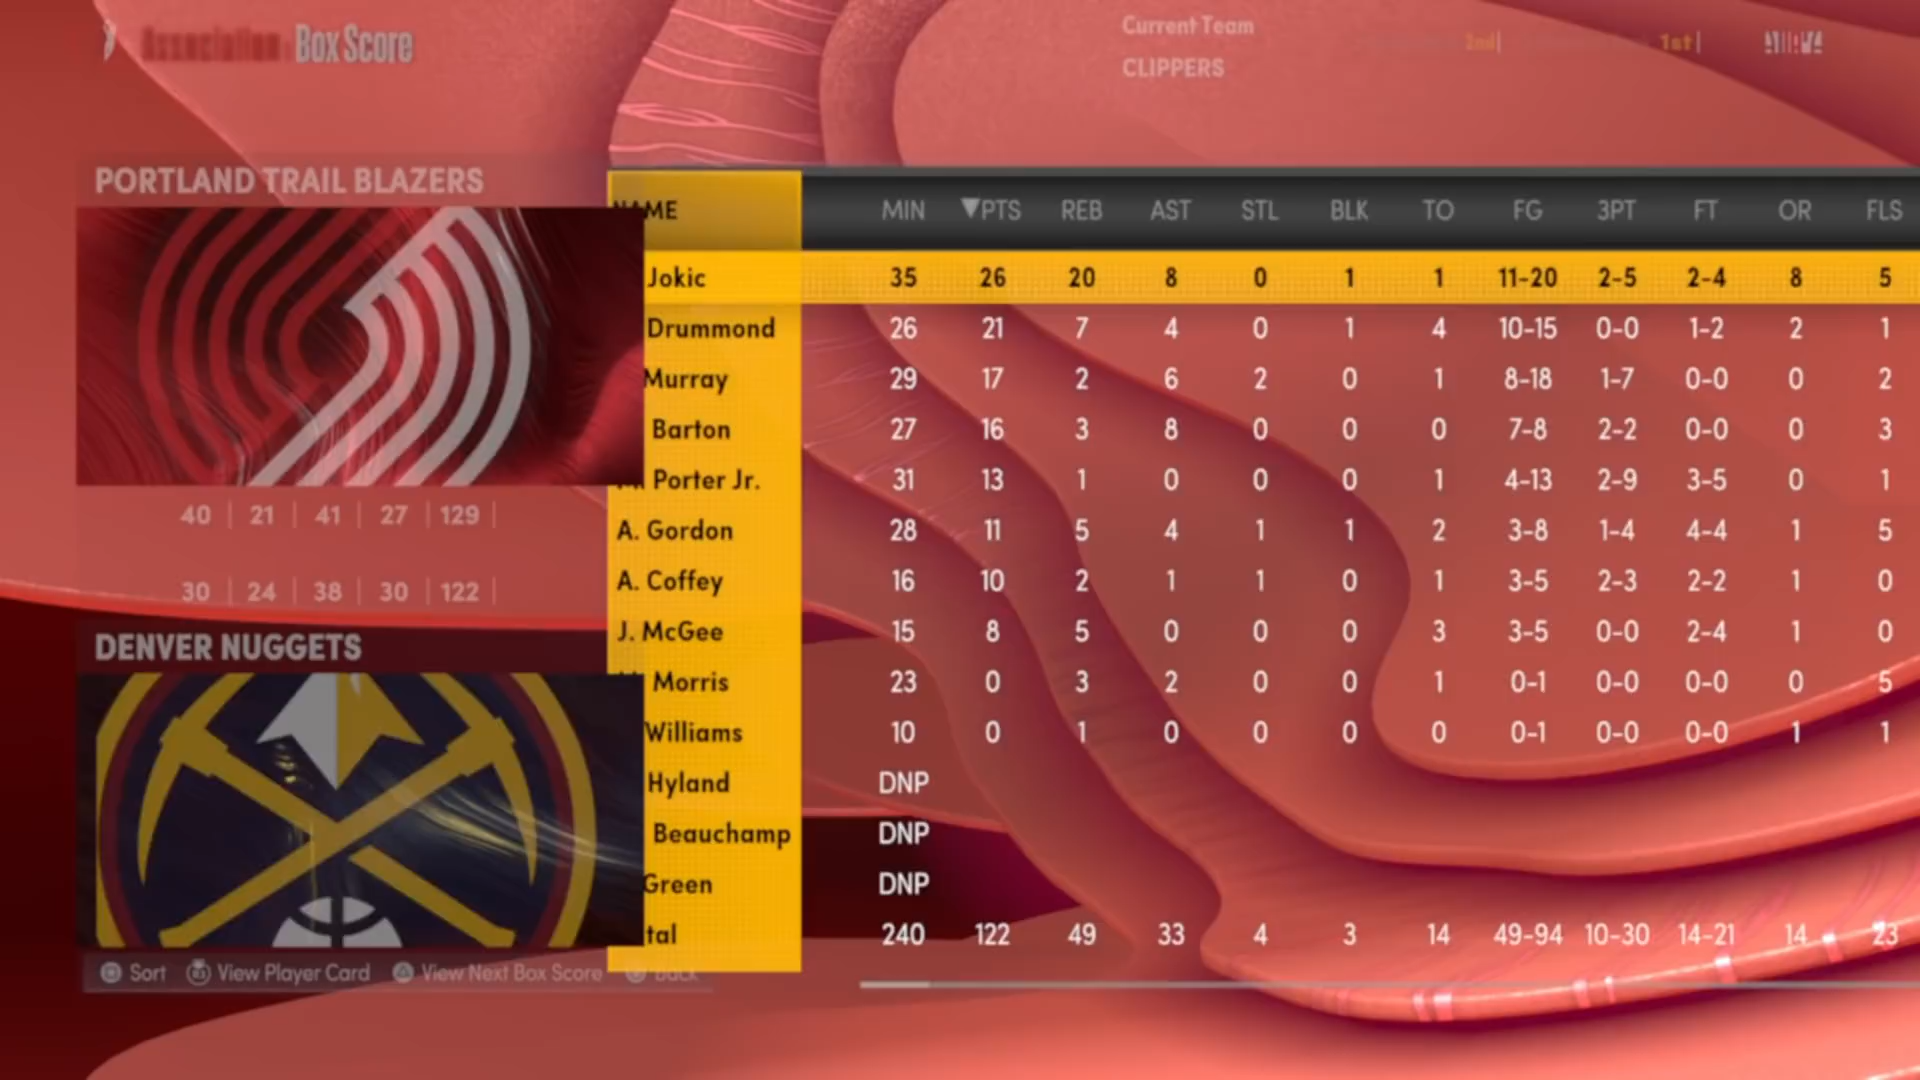 Association: Box Score
Current Team
CLIPPERS
2nd|
1st|
PORTLAND TRAIL BLAZERS
40 | 21 | 41 | 27 | 129 |
30 | 24 | 38 | 30 | 122 |
DENVER NUGGETS
NAME MIN ▼PTS REB AST STL BLK TO FG 3PT FT OR FLS
Jokic 35 26 20 8 0 1 1 11-20 2-5 2-4 8 5
Drummond 26 21 7 4 0 1 4 10-15 0-0 1-2 2 1
Murray 29 17 2 6 2 0 1 8-18 1-7 0-0 0 2
Barton 27 16 3 8 0 0 0 7-8 2-2 0-0 0 3
Porter Jr. 31 13 1 0 0 0 1 4-13 2-9 3-5 0 1
A. Gordon 28 11 5 4 1 1 2 3-8 1-4 4-4 1 5
A. Coffey 16 10 2 1 1 0 1 3-5 2-3 2-2 1 0
J. McGee 15 8 5 0 0 0 3 3-5 0-0 2-4 1 0
Morris 23 0 3 2 0 0 1 0-1 0-0 0-0 0 5
Williams 10 0 1 0 0 0 0 0-1 0-0 0-0 1 1
Hyland DNP
Beauchamp DNP
Green DNP
tal 240 122 49 33 4 3 14 49-94 10-30 14-21 14 23
Sort View Player Card View Next Box Score Back